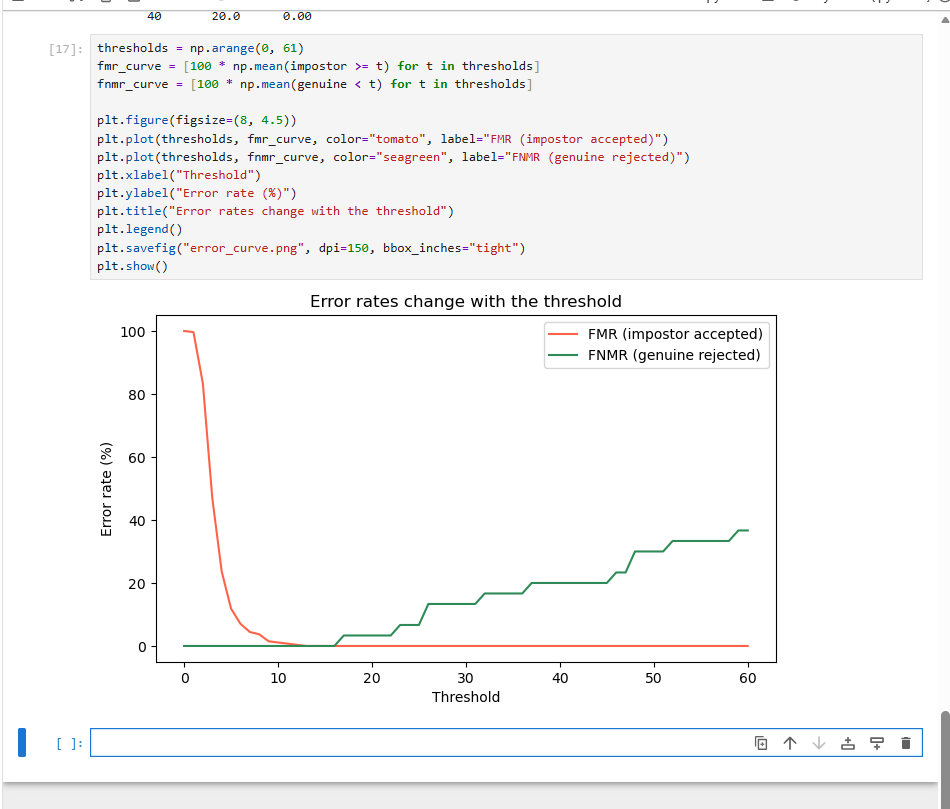 40 20.0 0.00
[17]: thresholds = np.arange(0, 61)
fmr_curve = [100 * np.mean(impostor >= t) for t in thresholds]
fnmr_curve = [100 * np.mean(genuine < t) for t in thresholds]
plt.figure(figsize=(8, 4.5))
plt.plot(thresholds, fmr_curve, color="tomato", label="FMR (impostor accepted)")
plt.plot(thresholds, fnmr_curve, color="seagreen", label="FNMR (genuine rejected)")
plt.xlabel("Threshold")
plt.ylabel("Error rate (%)")
plt.title("Error rates change with the threshold")
plt.legend()
plt.savefig("error_curve.png", dpi=150, bbox_inches="tight")
plt.show()
Error rates change with the threshold
FMR (impostor accepted)
FNMR (genuine rejected)
Error rate (%)
100
80
60
40
20
0
0 10 20 30 40 50 60
Threshold
[ ]: